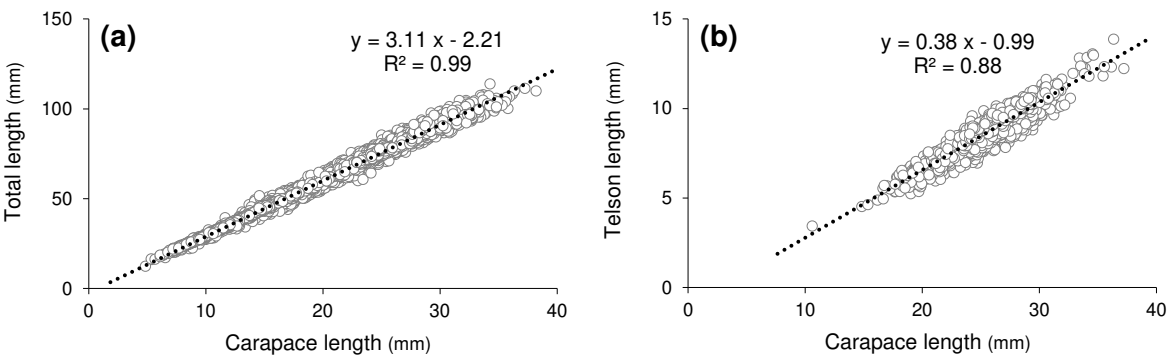 (a)
y = 3.11 x - 2.21
R² = 0.99
Total length (mm)
150
100
50
0
0 10 20 30 40
Carapace length (mm)
(b)
y = 0.38 x - 0.99
R² = 0.88
Telson length (mm)
15
10
5
0
0 10 20 30 40
Carapace length (mm)